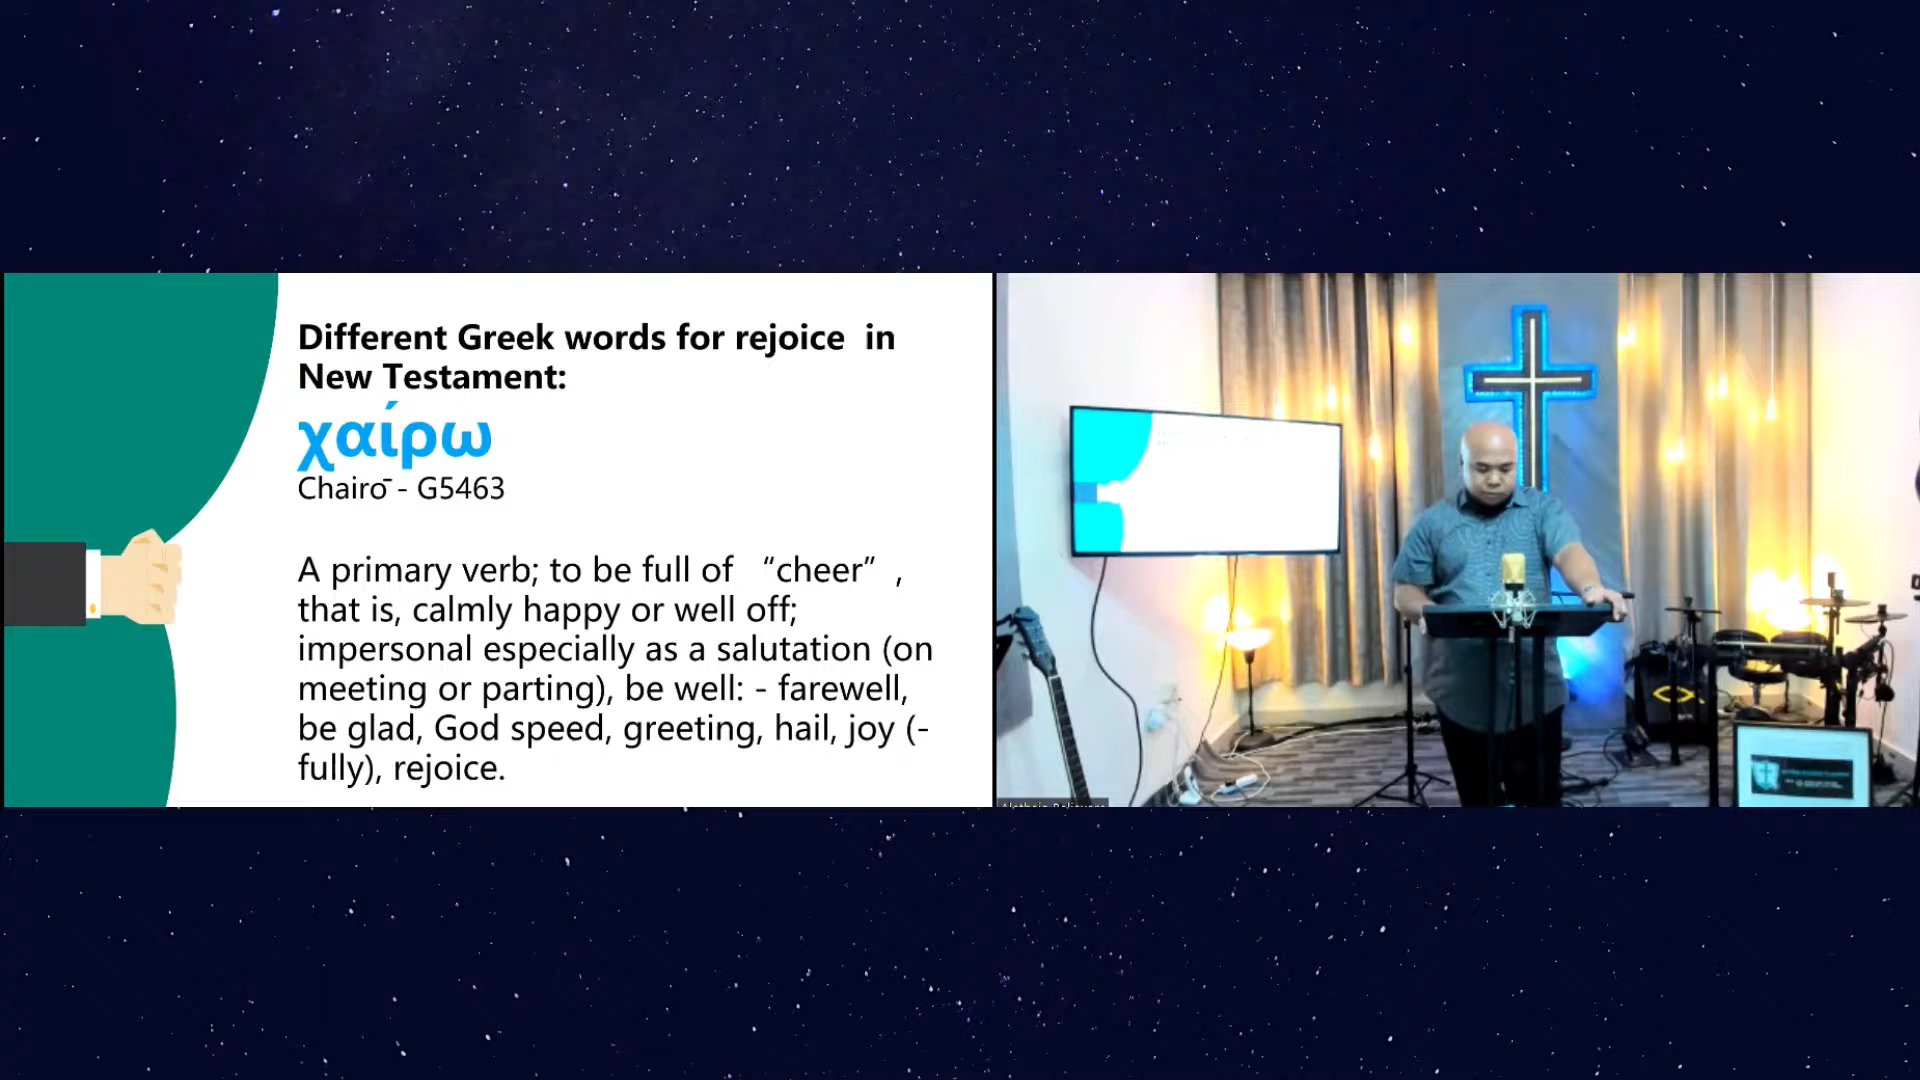 Different Greek words for rejoice in
New Testament:
χαίρω
Chairō - G5463
A primary verb; to be full of “cheer”,
that is, calmly happy or well off;
impersonal especially as a salutation (on
meeting or parting), be well: - farewell,
be glad, God speed, greeting, hail, joy (-
fully), rejoice.